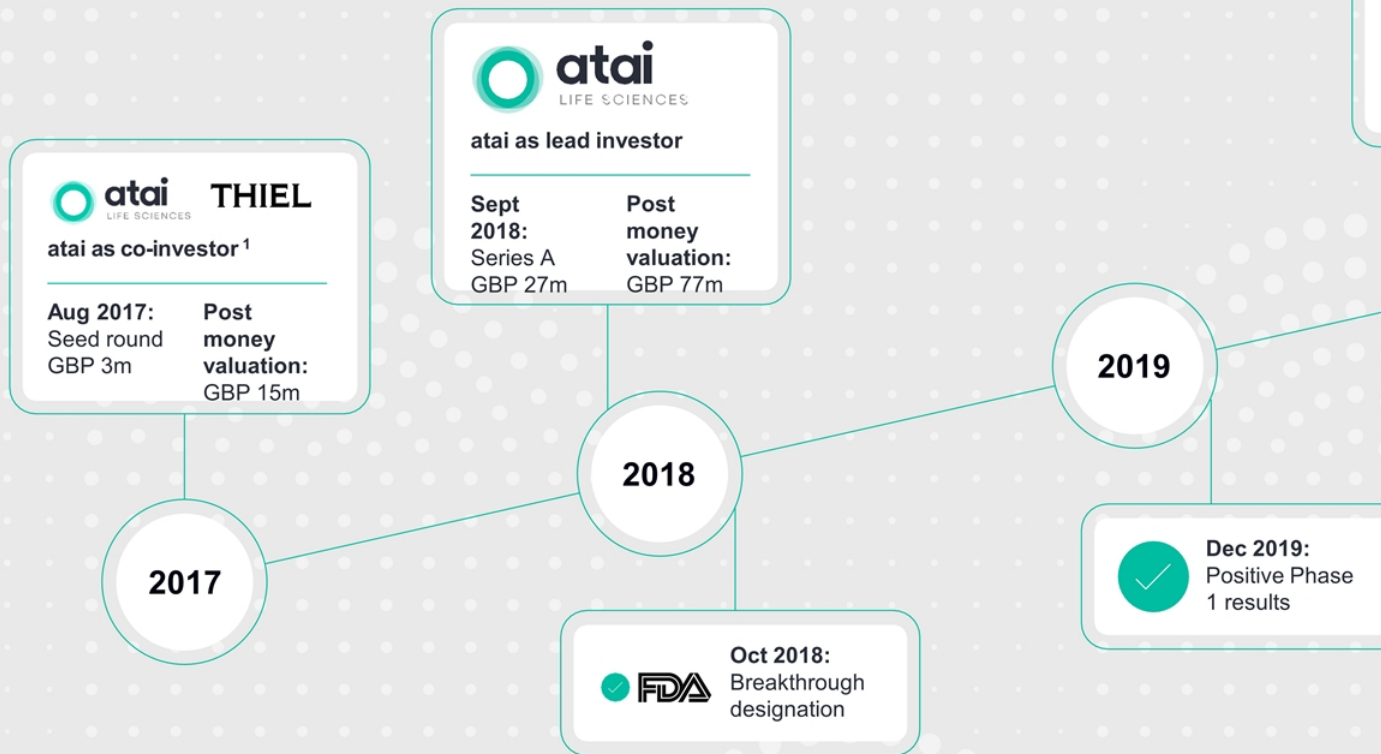 atai
LIFE SCIENCES
THIEL
atai as co-investor 1
Aug 2017:
Seed round
GBP 3m
Post
money
valuation:
GBP 15m
2017
atai
LIFE SCIENCES
atai as lead investor
Sept
2018:
Series A
GBP 27m
Post
money
valuation:
GBP 77m
2018
FDA
Oct 2018:
Breakthrough
designation
2019
Dec 2019:
Positive Phase
1 results